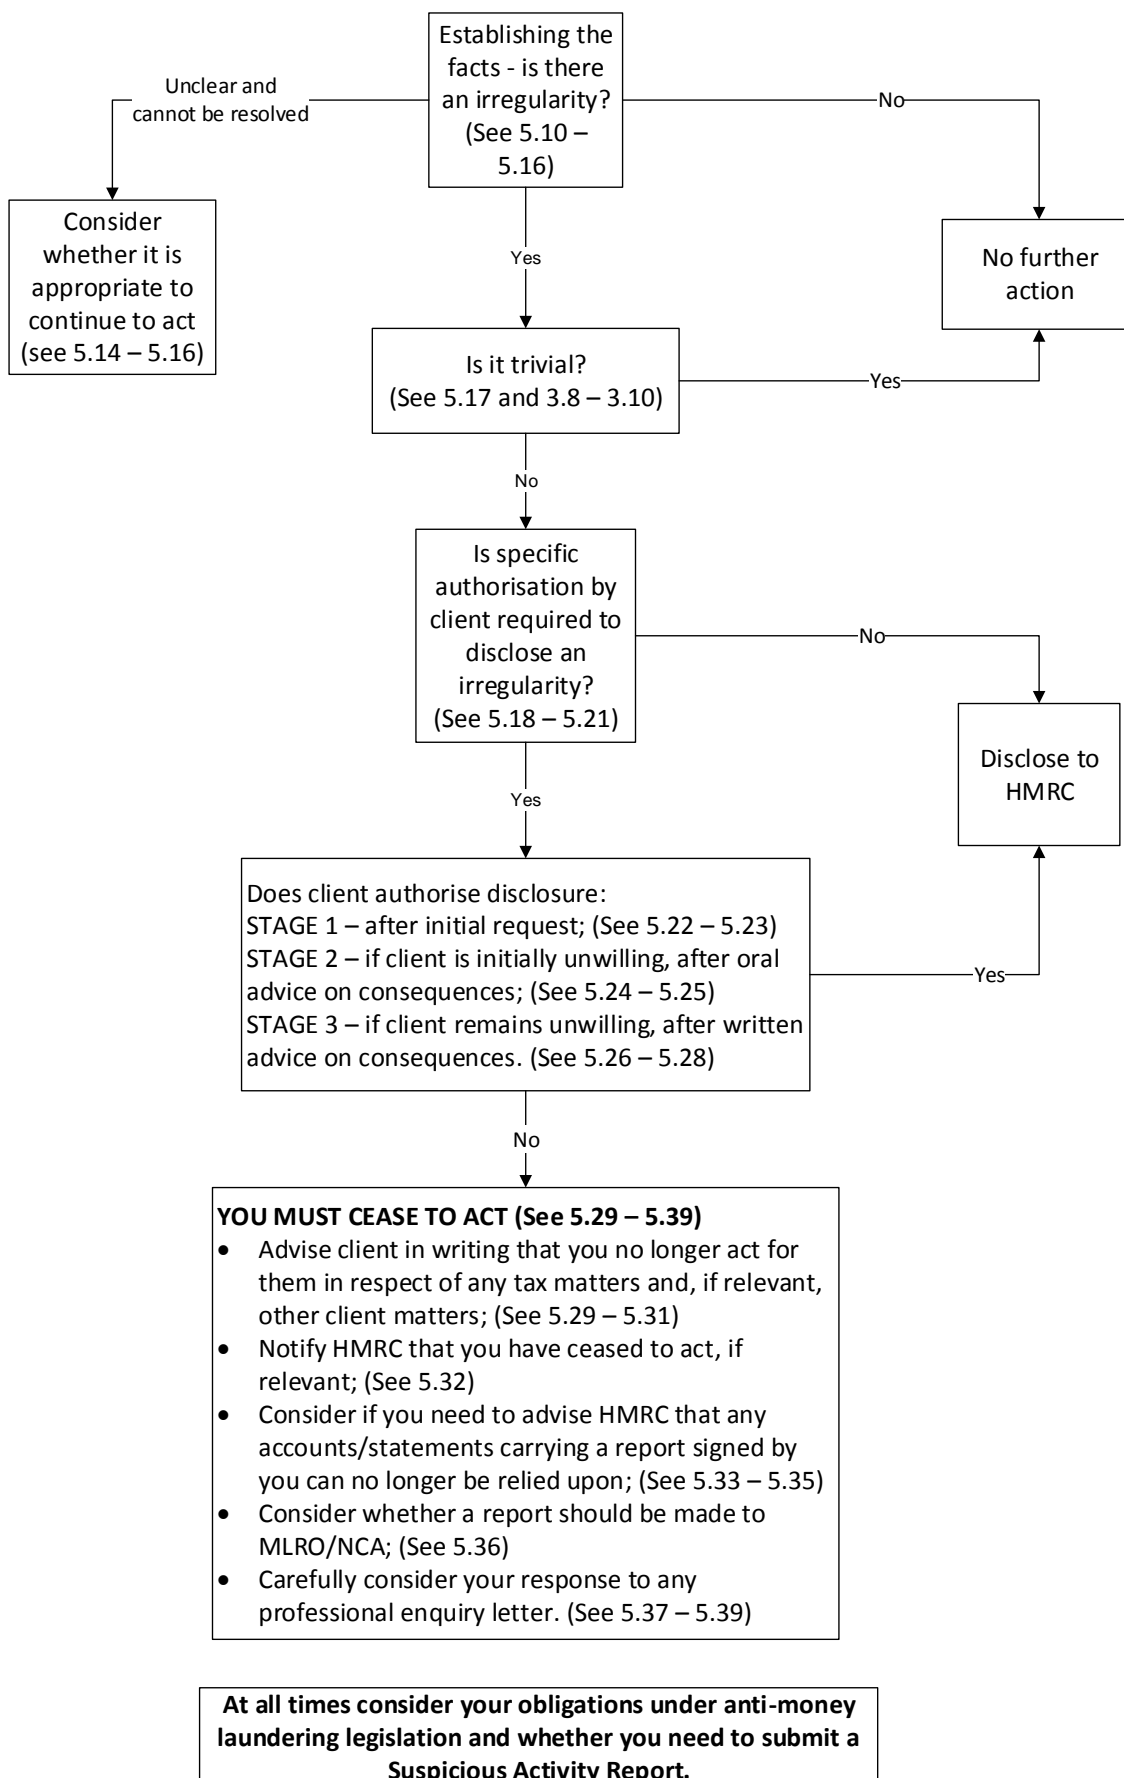 Establishing the
facts - is there
an irregularity?
(See 5.10 –
5.16)
Unclear and
cannot be resolved
No
Consider
whether it is
appropriate to
continue to act
(see 5.14 – 5.16)
No further
action
Yes
Is it trivial?
(See 5.17 and 3.8 – 3.10)
Yes
No
Is specific
authorisation by
client required to
disclose an
irregularity?
(See 5.18 – 5.21)
No
Disclose to
HMRC
Yes
Does client authorise disclosure:
STAGE 1 – after initial request; (See 5.22 – 5.23)
STAGE 2 – if client is initially unwilling, after oral
advice on consequences; (See 5.24 – 5.25)
STAGE 3 – if client remains unwilling, after written
advice on consequences. (See 5.26 – 5.28)
Yes
No
YOU MUST CEASE TO ACT (See 5.29 – 5.39)
• Advise client in writing that you no longer act for
them in respect of any tax matters and, if relevant,
other client matters; (See 5.29 – 5.31)
• Notify HMRC that you have ceased to act, if
relevant; (See 5.32)
• Consider if you need to advise HMRC that any
accounts/statements carrying a report signed by
you can no longer be relied upon; (See 5.33 – 5.35)
• Consider whether a report should be made to
MLRO/NCA; (See 5.36)
• Carefully consider your response to any
professional enquiry letter. (See 5.37 – 5.39)
At all times consider your obligations under anti-money
laundering legislation and whether you need to submit a
Suspicious Activity Report.